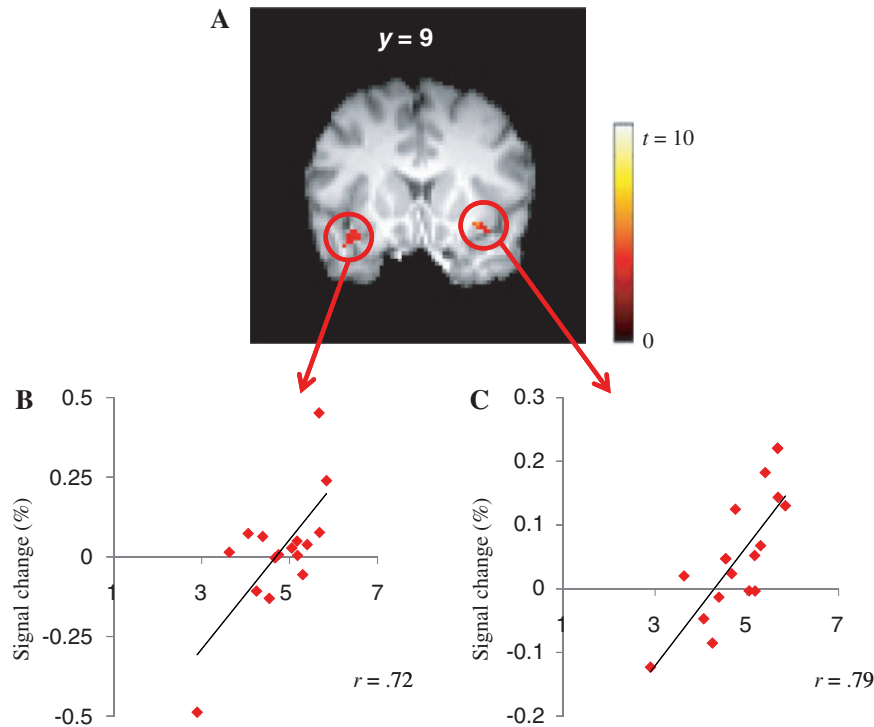 A
y = 9
t = 10
0
B
Signal change (%)
0.5
0.25
0
-0.25
-0.5
1
3
5
7
r = .72
C
Signal change (%)
0.3
0.2
0.1
0
-0.1
-0.2
1
3
5
7
r = .79